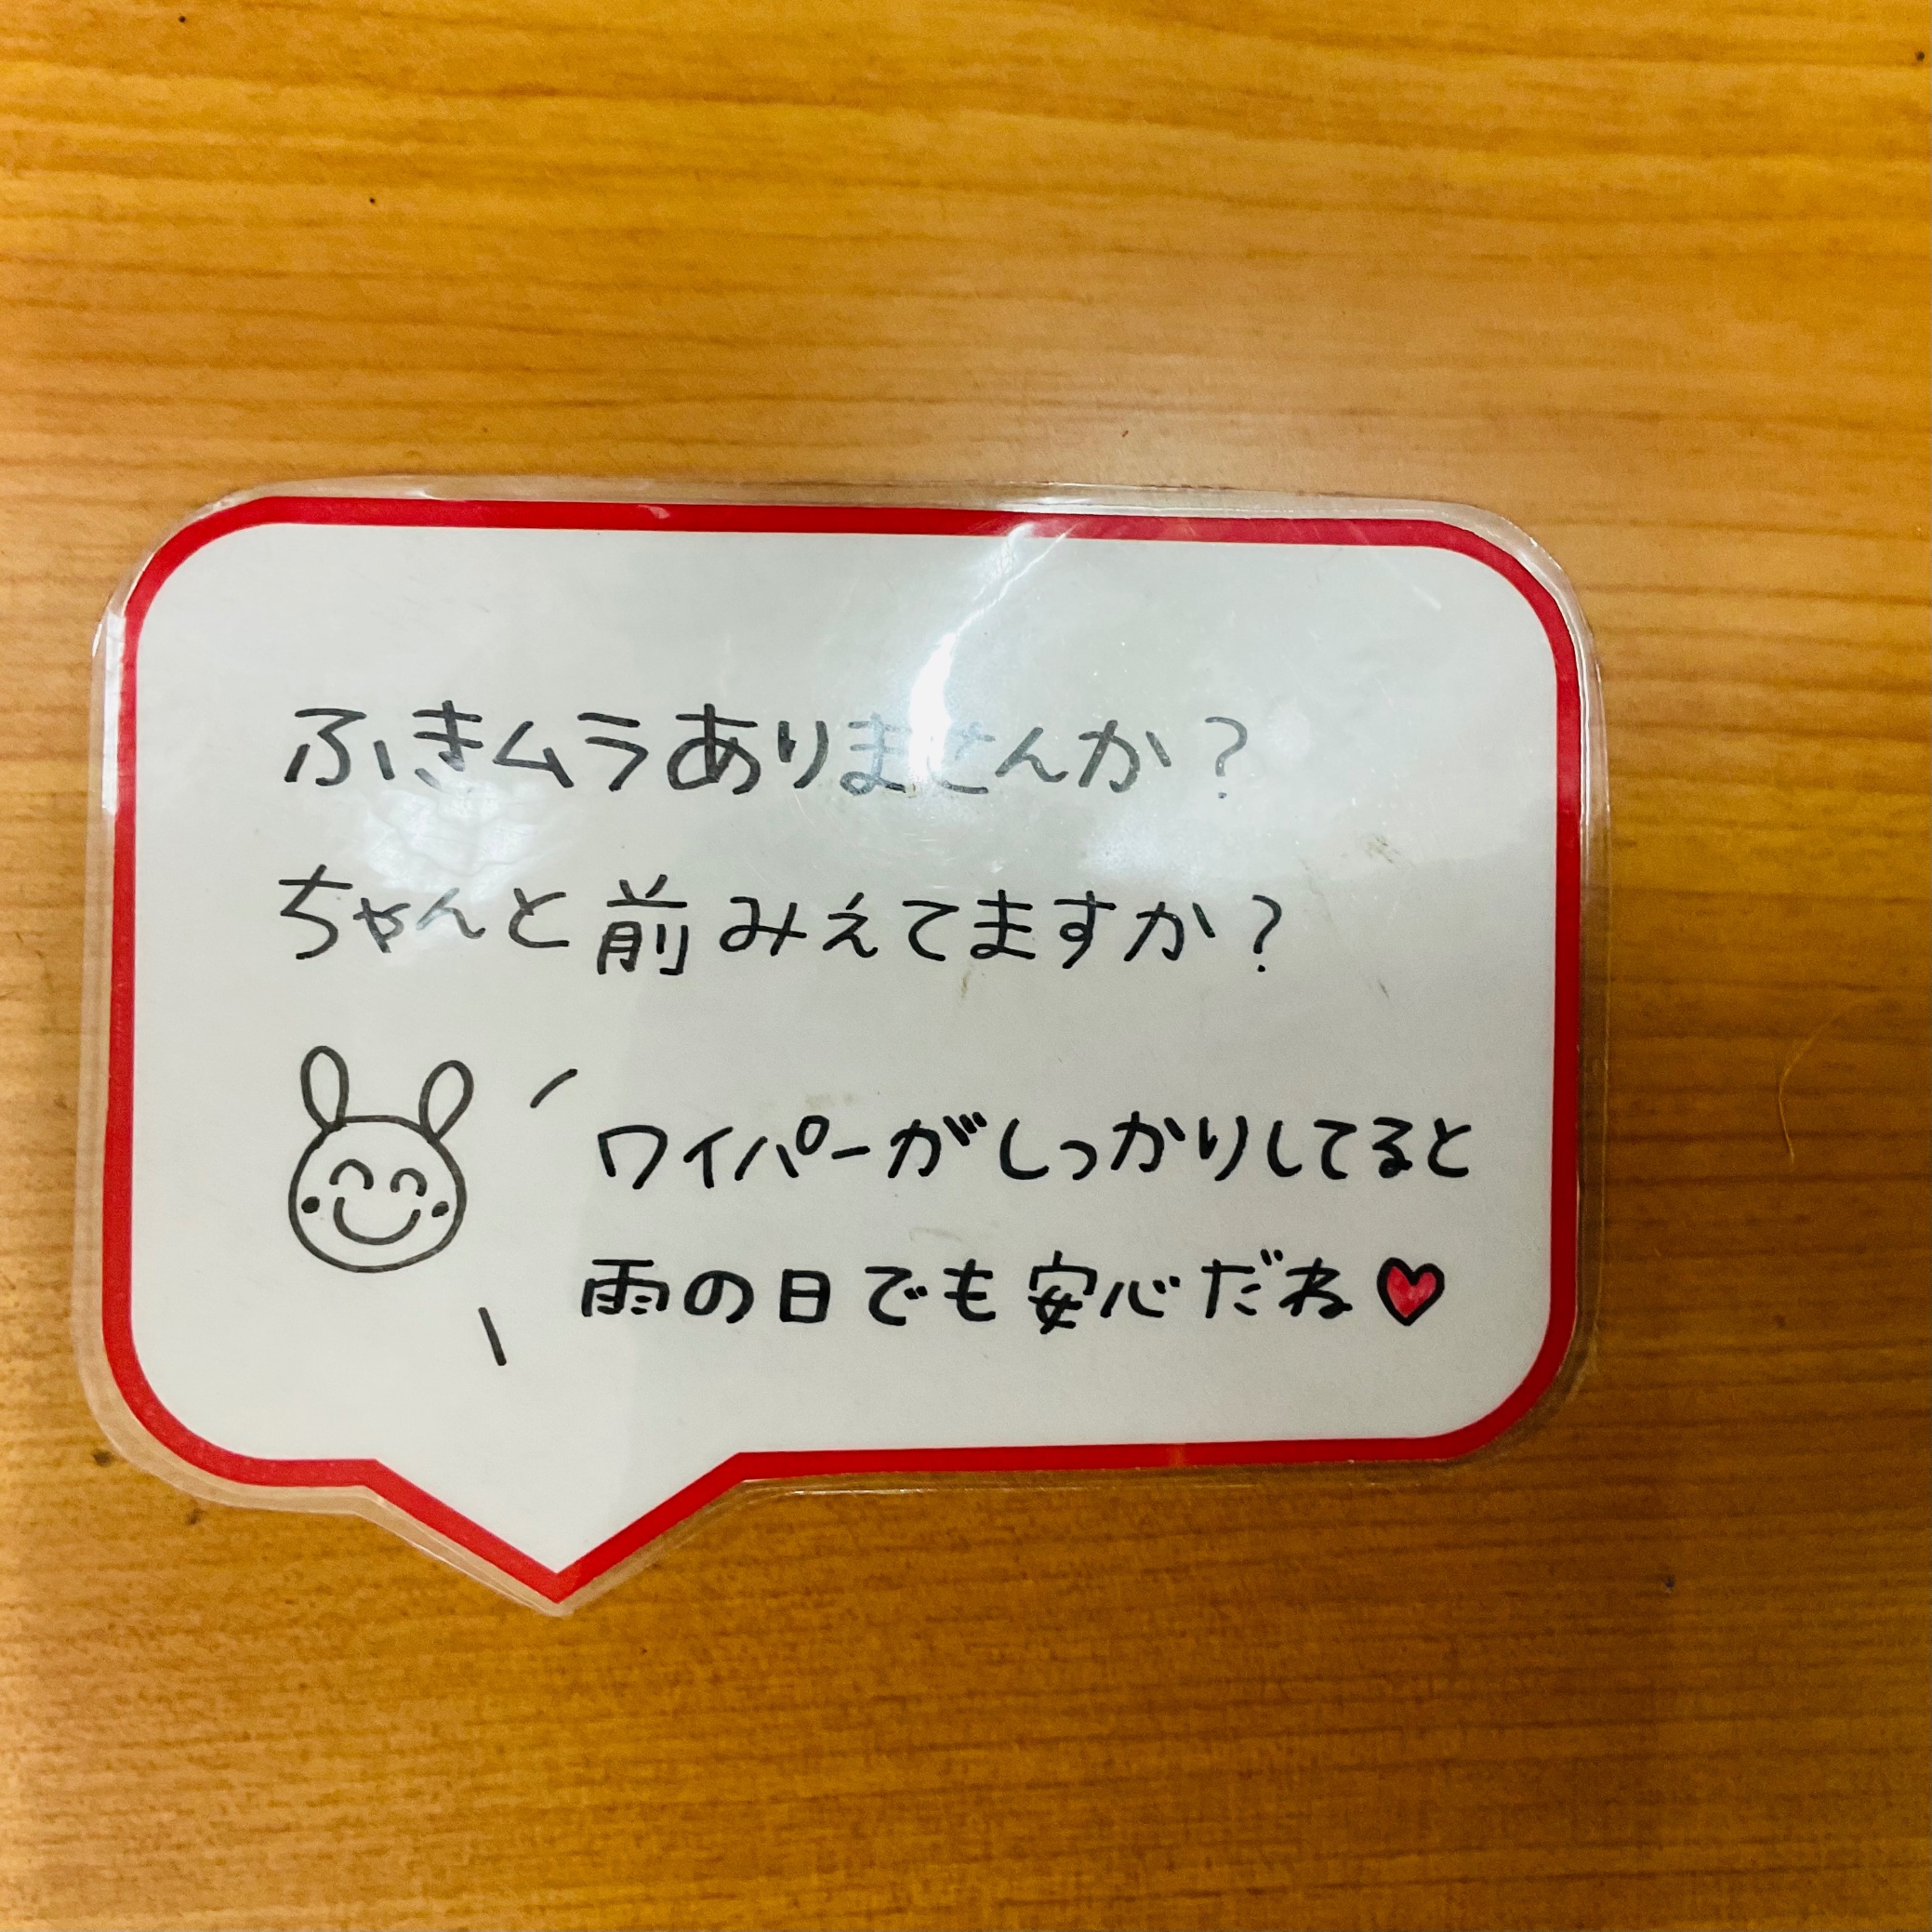 ふきムラありませんか？
ちゃんと前みえてますか？
ワイパーがしっかりしてると
雨の日でも安心だね